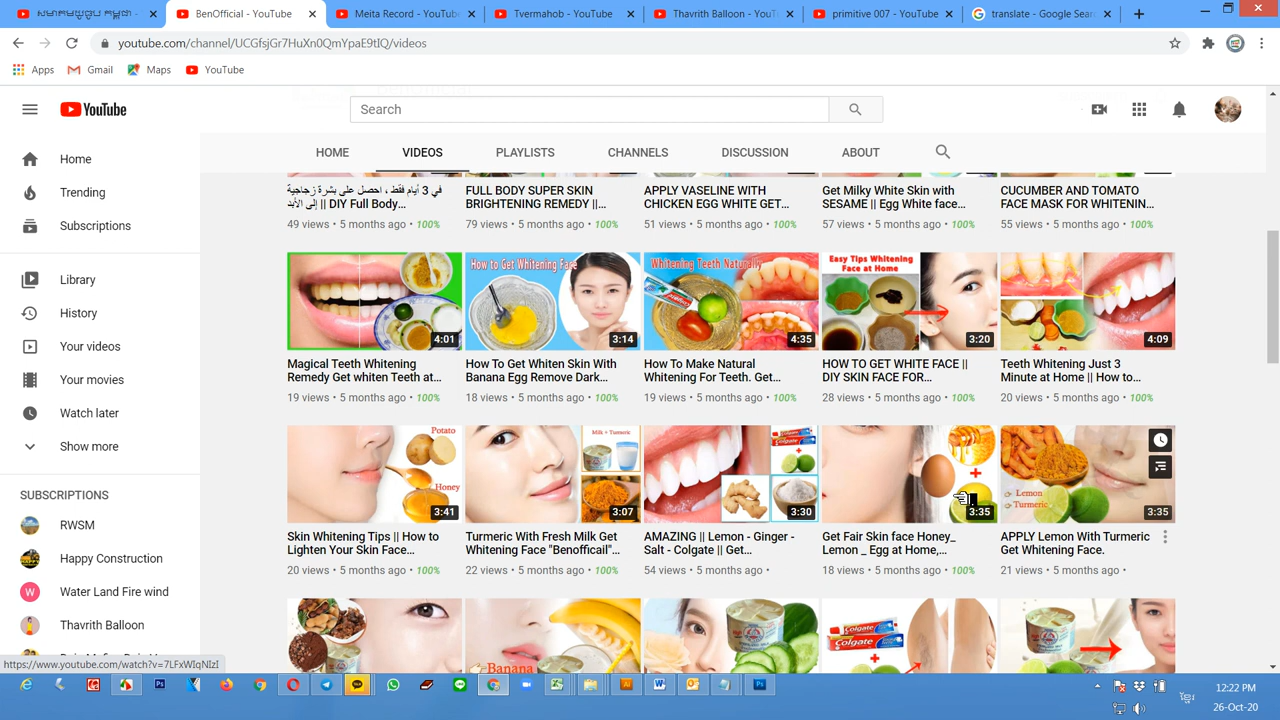 BenOfficial - YouTube
Meita Record - YouTube
Tvermahob - YouTube
Thavrith Balloon - YouT
primitive 007 - YouTube
translate - Google Sear
youtube.com/channel/UCGfsjGr7HuXn0QmYpaE9tIQ/videos
Apps Gmail Maps YouTube
YouTube
Search
HOME VIDEOS PLAYLISTS CHANNELS DISCUSSION ABOUT
Home
Trending
Subscriptions
Library
History
Your videos
Your movies
Watch later
Show more
SUBSCRIPTIONS
RWSM
Happy Construction
W Water Land Fire wind
Thavrith Balloon
في 3 أيام فقط ، احصل على بشرة زجاجية
إلى الأبد || DIY Full Body...
49 views • 5 months ago • 100%
FULL BODY SUPER SKIN
BRIGHTENING REMEDY ||...
79 views • 5 months ago • 100%
APPLY VASELINE WITH
CHICKEN EGG WHITE GET...
51 views • 5 months ago • 100%
Get Milky White Skin with
SESAME || Egg White face...
57 views • 5 months ago • 100%
CUCUMBER AND TOMATO
FACE MASK FOR WHITENIN...
55 views • 5 months ago • 100%
4:01
Magical Teeth Whitening
Remedy Get whiten Teeth at...
19 views • 5 months ago • 100%
How to Get Whitening Face
3:14
How To Get Whiten Skin With
Banana Egg Remove Dark...
18 views • 5 months ago • 100%
Whitening Teeth Naturally
4:35
How To Make Natural
Whitening For Teeth. Get...
19 views • 5 months ago • 100%
Easy Tips Whitening
Face at Home
3:20
HOW TO GET WHITE FACE ||
DIY SKIN FACE FOR...
28 views • 5 months ago • 100%
4:09
Teeth Whitening Just 3
Minute at Home || How to...
20 views • 5 months ago • 100%
Potato
Honey
3:41
Skin Whitening Tips || How to
Lighten Your Skin Face...
20 views • 5 months ago • 100%
Milk + Turmeric
3:07
Turmeric With Fresh Milk Get
Whitening Face "Benofficail"...
22 views • 5 months ago • 100%
Colgate
3:30
AMAZING || Lemon - Ginger -
Salt - Colgate || Get...
54 views • 5 months ago •
3:35
Get Fair Skin face Honey_
Lemon _ Egg at Home,...
18 views • 5 months ago • 100%
Lemon
Turmeric
3:35
APPLY Lemon With Turmeric
Get Whitening Face.
21 views • 5 months ago •
Banana
Colgate
https://www.youtube.com/watch?v=7LFxWIqNIzI
12:22 PM
26-Oct-20